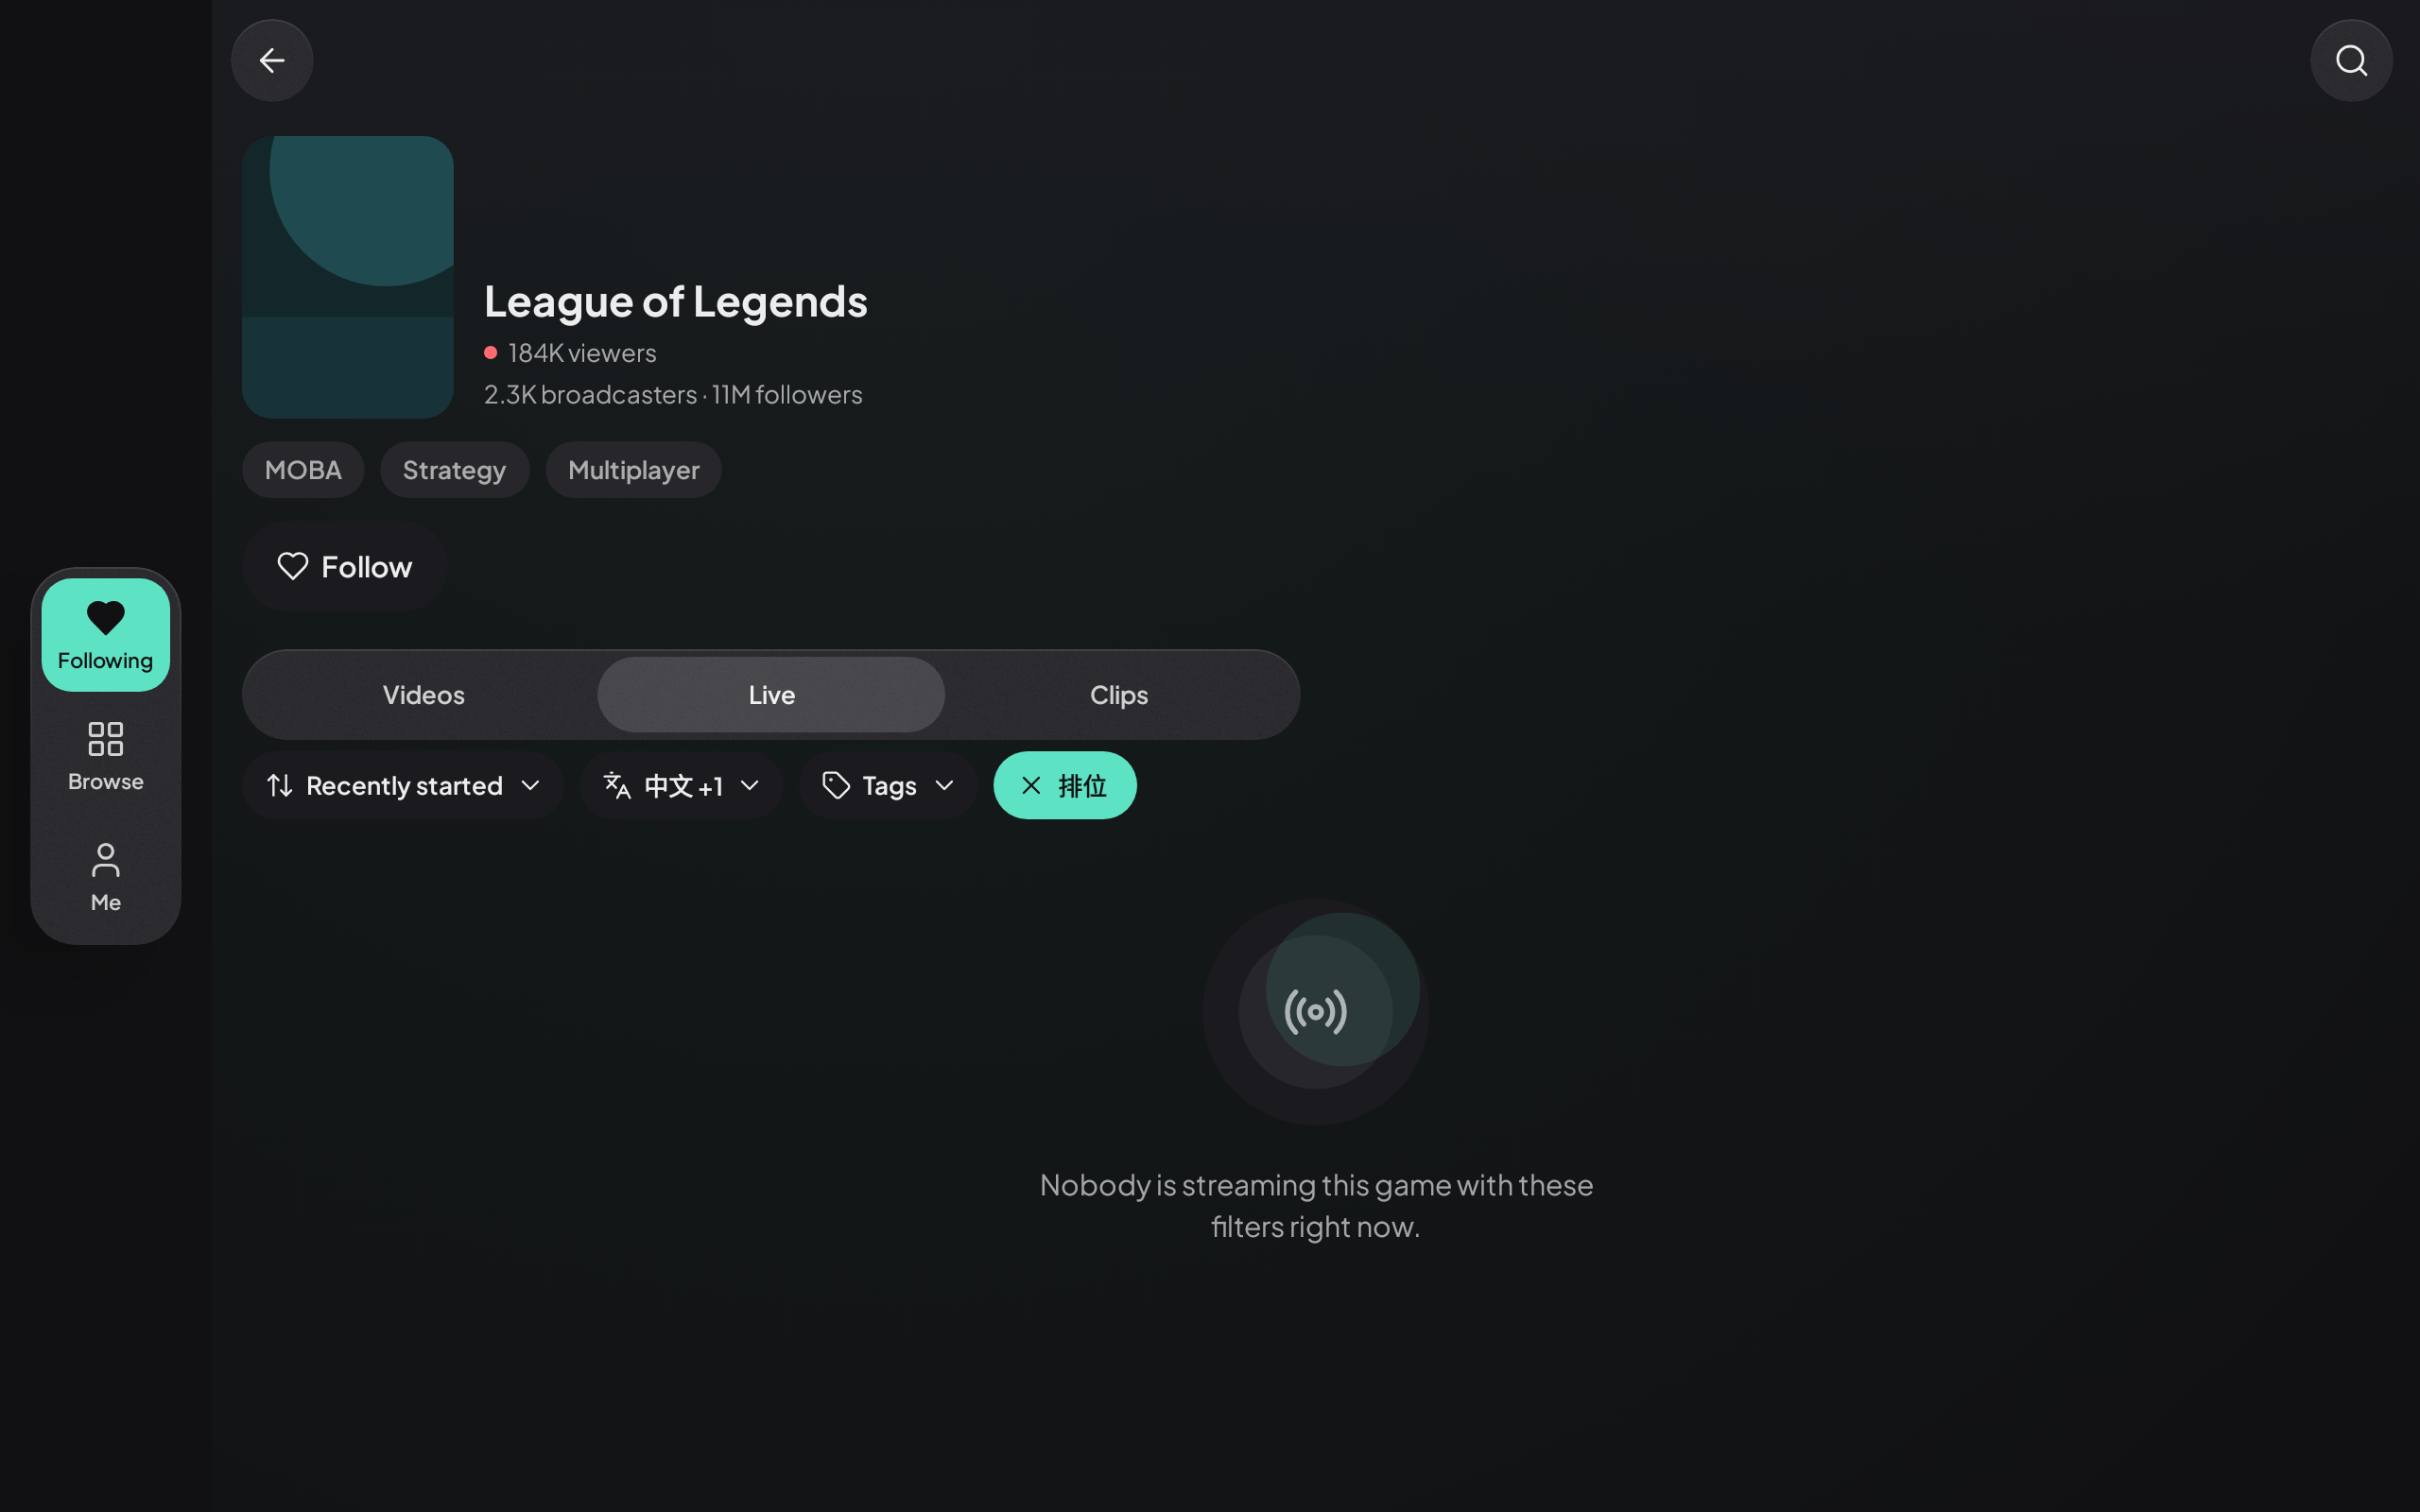 League of Legends
184K viewers
2.3K broadcasters · 11M followers
MOBA
Strategy
Multiplayer
Follow
Following
Browse
Me
Videos
Live
Clips
Recently started
中文 +1
Tags
排位
Nobody is streaming this game with these
filters right now.